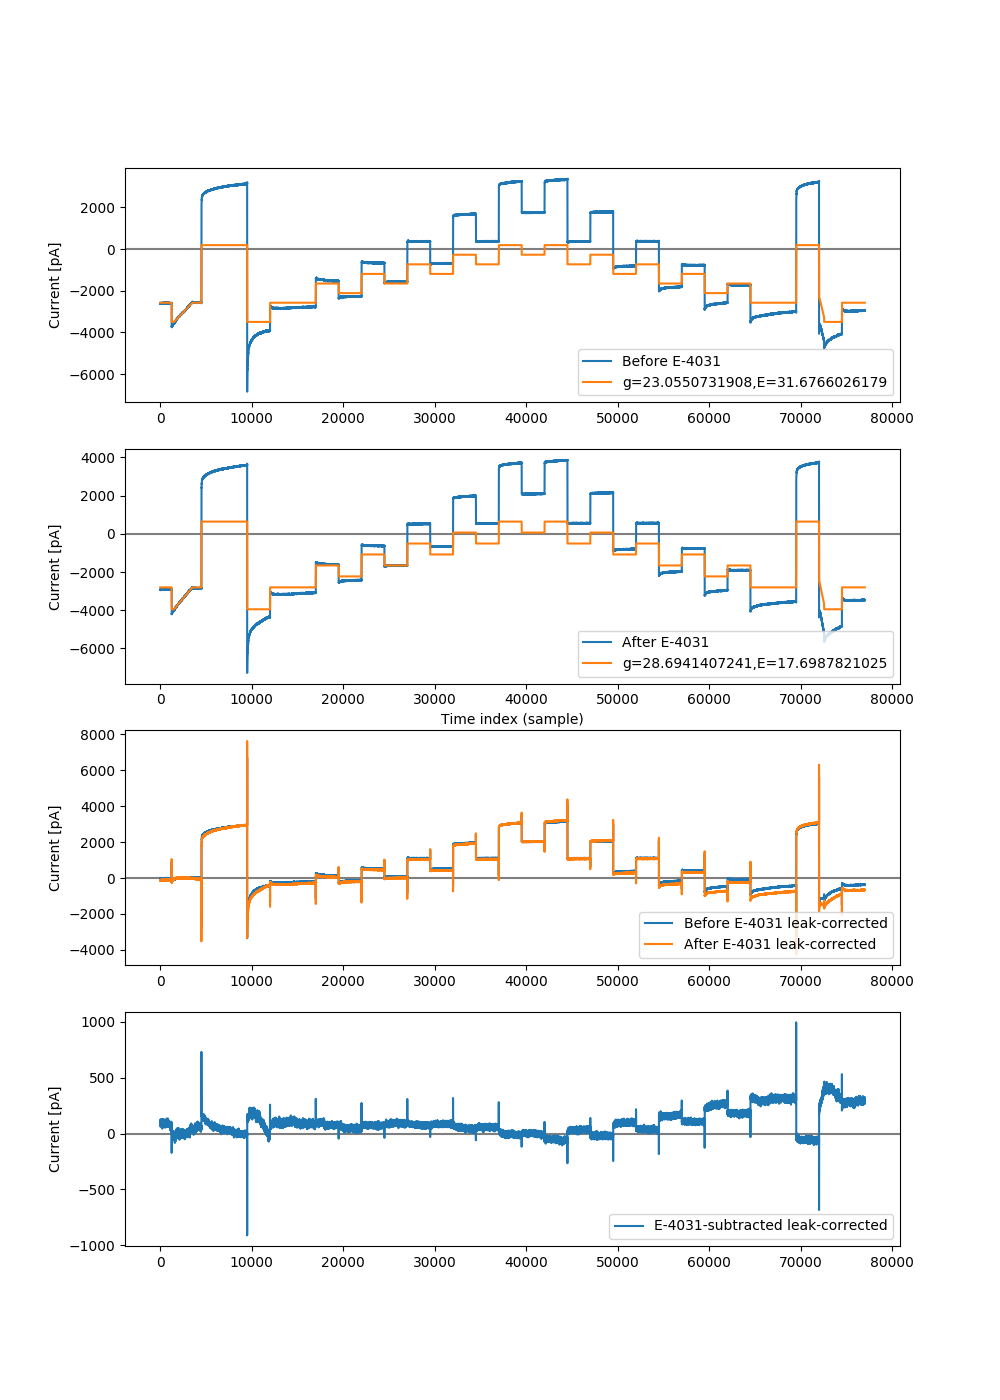 2000
0
−2000
−4000
−6000
Current [pA]
Before E-4031
g=23.0550731908,E=31.6766026179
0 10000 20000 30000 40000 50000 60000 70000 80000
4000
2000
0
−2000
−4000
−6000
Current [pA]
After E-4031
g=28.6941407241,E=17.6987821025
0 10000 20000 30000 40000 50000 60000 70000 80000
Time index (sample)
8000
6000
4000
2000
0
−2000
−4000
Current [pA]
Before E-4031 leak-corrected
After E-4031 leak-corrected
0 10000 20000 30000 40000 50000 60000 70000 80000
1000
500
0
−500
−1000
Current [pA]
E-4031-subtracted leak-corrected
0 10000 20000 30000 40000 50000 60000 70000 80000